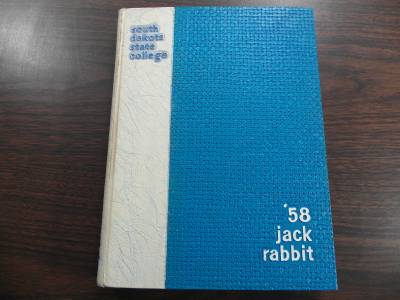 south
dakota
state
college
'58
jack
rabbit